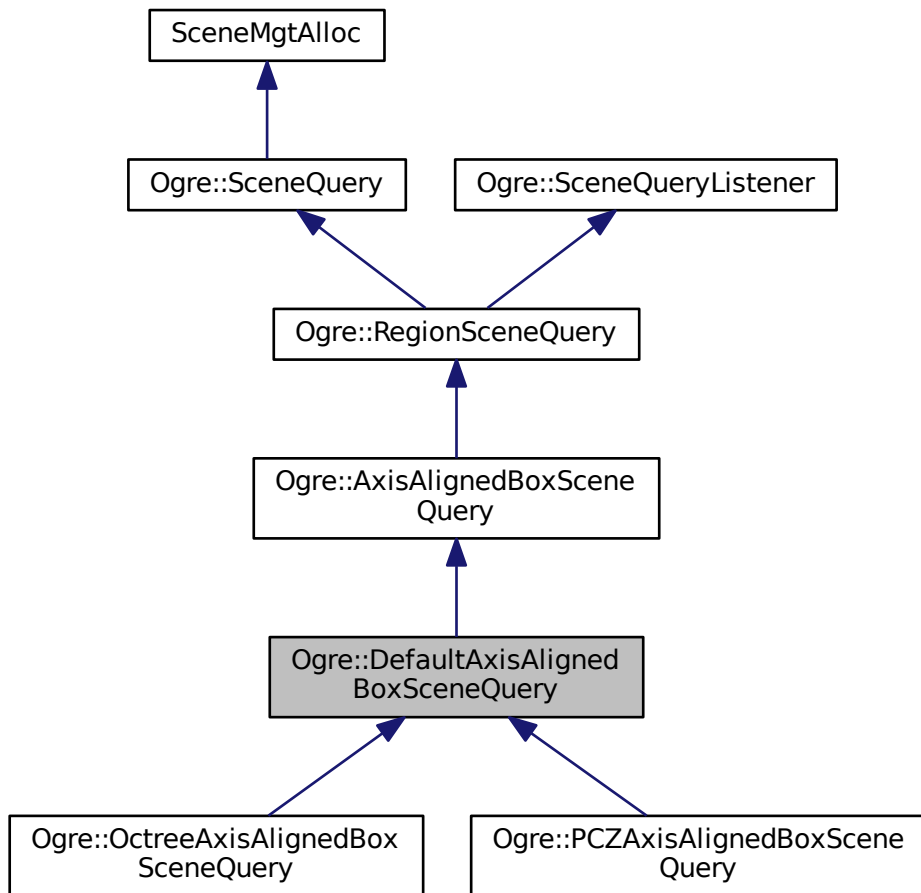 SceneMgtAlloc
Ogre::SceneQuery
Ogre::SceneQueryListener
Ogre::RegionSceneQuery
Ogre::AxisAlignedBoxScene
Query
Ogre::DefaultAxisAligned
BoxSceneQuery
Ogre::OctreeAxisAlignedBox
SceneQuery
Ogre::PCZAxisAlignedBoxScene
Query